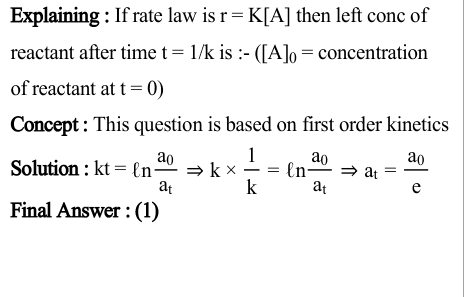 Explaining : If rate law is r = K[A] then left conc of
reactant after time t = 1/k is :- ([A]₀ = concentration
of reactant at t = 0)
Concept : This question is based on first order kinetics
Solution : kt = ℓn a₀/aₜ ⇒ k × 1/k = ℓn a₀/aₜ ⇒ aₜ = a₀/e
Final Answer : (1)